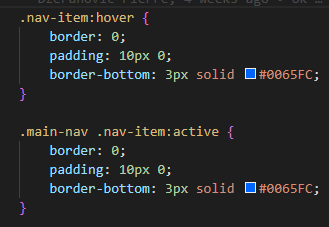 .nav-item:hover {
border: 0;
padding: 10px 0;
border-bottom: 3px solid #0065FC;
}
.main-nav .nav-item:active {
border: 0;
padding: 10px 0;
border-bottom: 3px solid #0065FC;
}